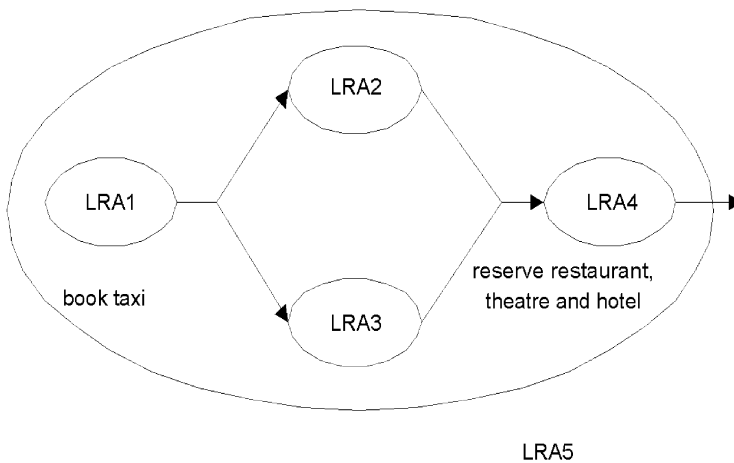 LRA2
LRA1
LRA4
reserve restaurant,
theatre and hotel
book taxi
LRA3
LRA5